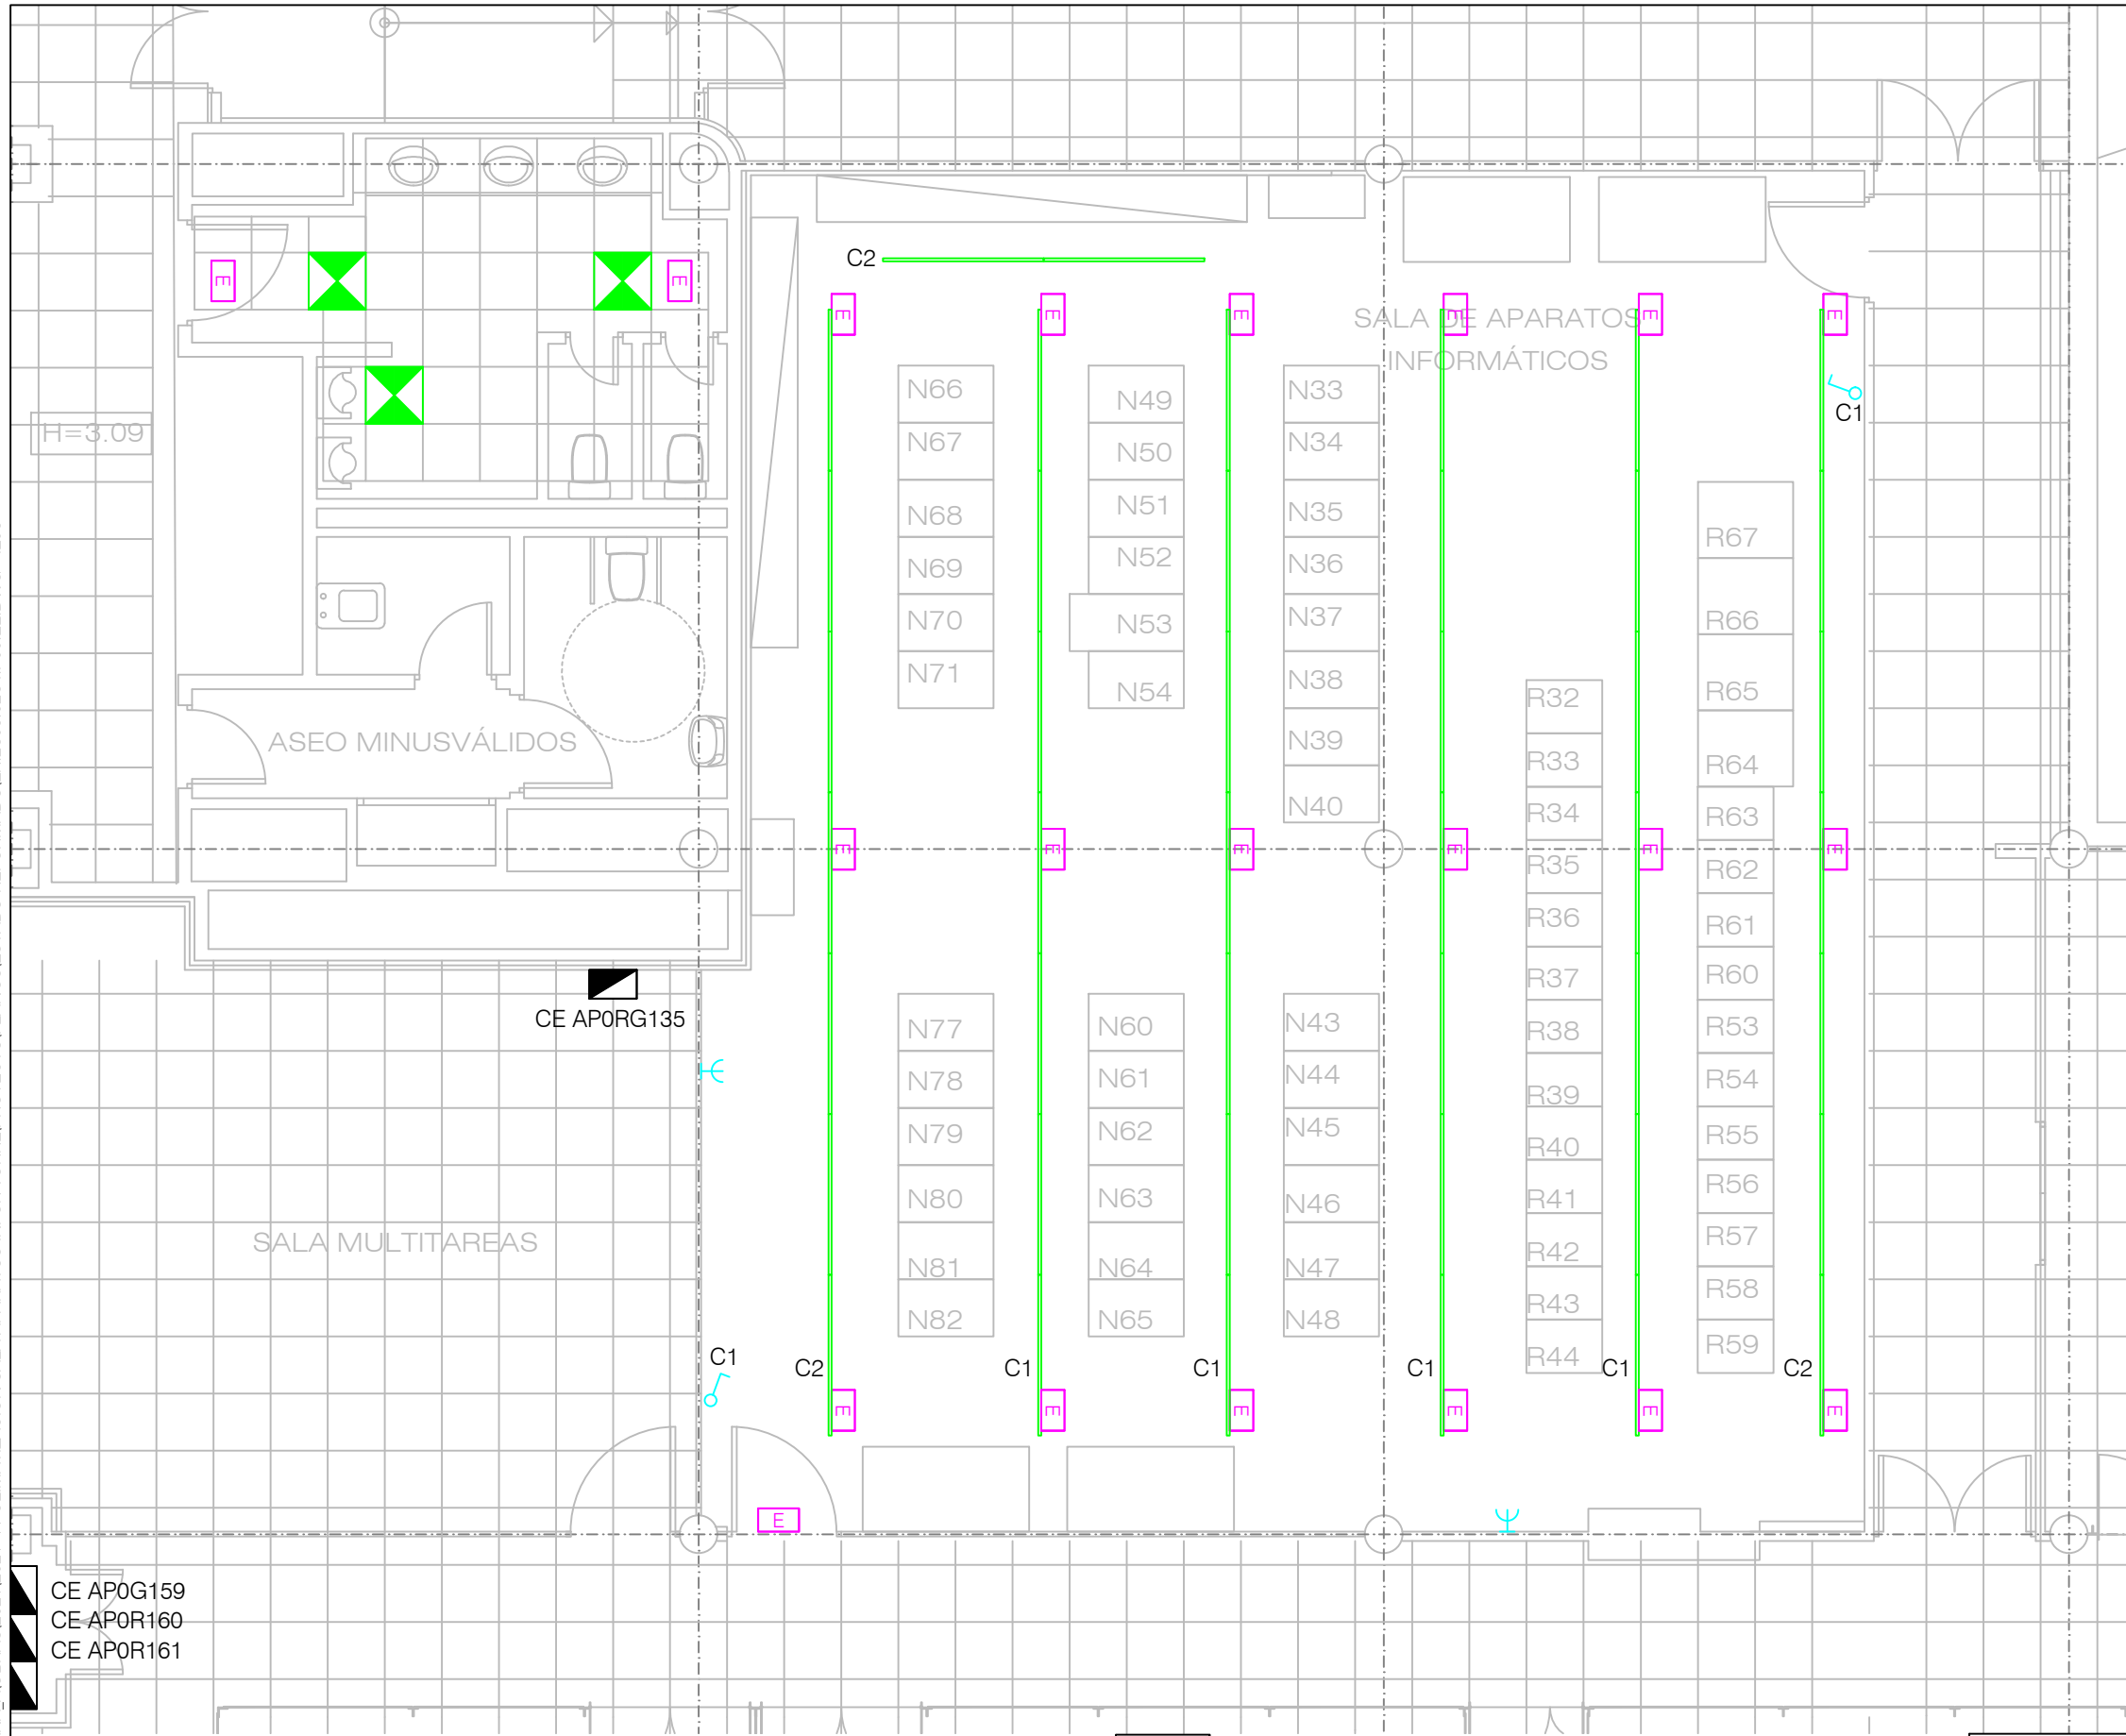 C2
E
E
E
E
E
E
E
E
SALA DE APARATOS
INFORMÁTICOS
H=3.09
C1
N66
N67
N68
N69
N70
N71
N49
N50
N51
N52
N53
N54
N33
N34
N35
N36
N37
N38
N39
N40
R67
R66
R65
R64
R63
R62
R61
R60
R53
R54
R55
R56
R57
R58
R59
R32
R33
R34
R35
R36
R37
R38
R39
R40
R41
R42
R43
R44
ASEO MINUSVÁLIDOS
E
E
E
E
E
E
CE AP0RG135
N77
N78
N79
N80
N81
N82
N60
N61
N62
N63
N64
N65
N43
N44
N45
N46
N47
N48
SALA MULTITAREAS
C1
C2
C1
C1
C1
C1
C2
E
E
E
E
E
E
E
CE AP0G159
CE AP0R160
CE AP0R161